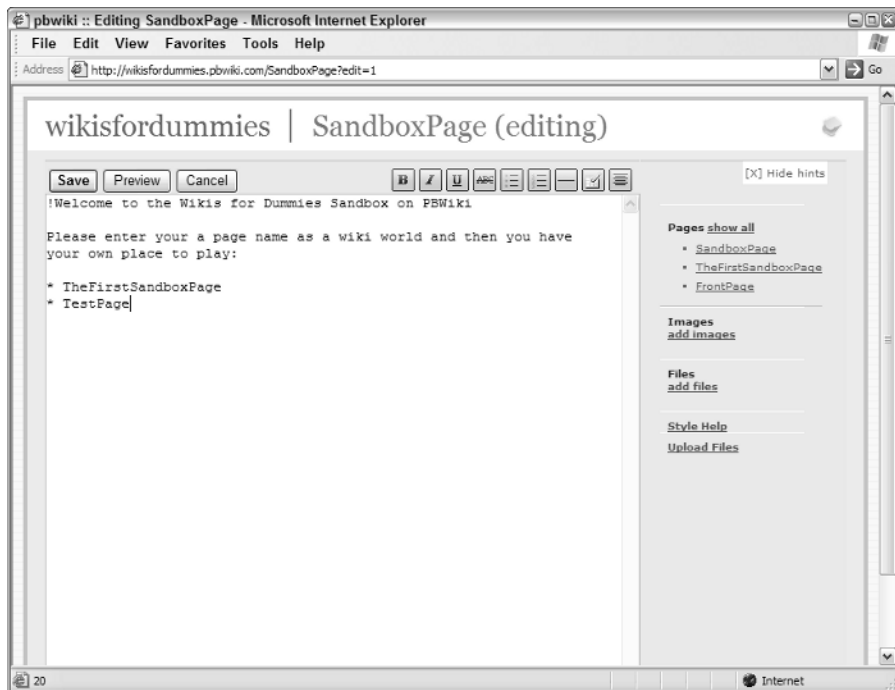 pbwiki :: Editing SandboxPage - Microsoft Internet Explorer
File Edit View Favorites Tools Help
Address http://wikisfordummies.pbwiki.com/SandboxPage?edit=1 Go
wikisfordummies | SandboxPage (editing)
[X] Hide hints
Save Preview Cancel B I U ABC
!Welcome to the Wikis for Dummies Sandbox on PBWiki
Please enter your a page name as a wiki world and then you have
your own place to play:
* TheFirstSandboxPage
* TestPage
Pages show all
SandboxPage
TheFirstSandboxPage
FrontPage
Images
add images
Files
add files
Style Help
Upload Files
20 Internet